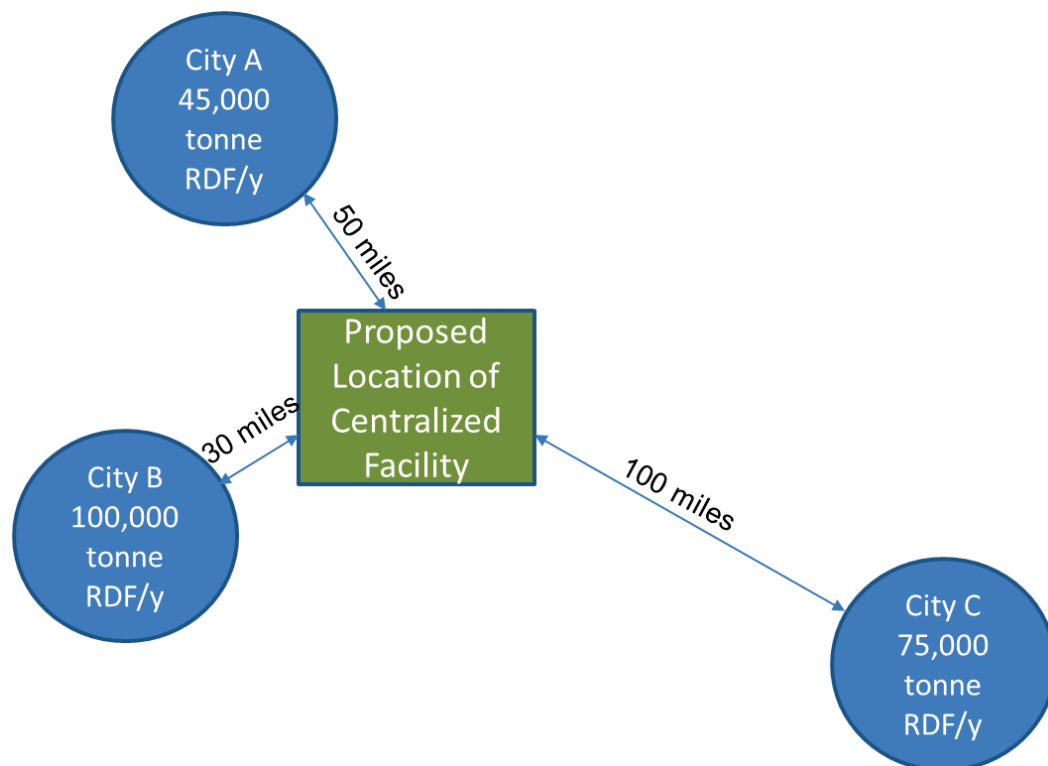 City A
45,000
tonne
RDF/y
50 miles
Proposed
Location of
Centralized
Facility
30 miles
City B
100,000
tonne
RDF/y
100 miles
City C
75,000
tonne
RDF/y